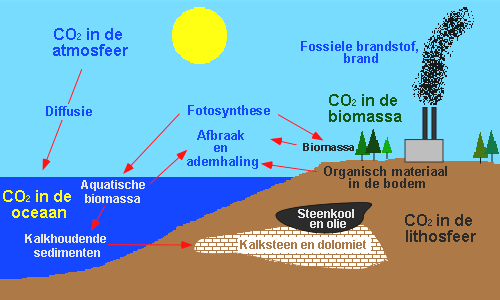 CO2 in de
atmosfeer
Fossiele brandstof,
brand
Diffusie
Fotosynthese
CO2 in de
biomassa
Afbraak
en
ademhaling
Biomassa
Organisch materiaal
in de bodem
CO2 in de
oceaan
Aquatische
biomassa
Steenkool
en olie
CO2 in de
lithosfeer
Kalkhoudende
sedimenten
Kalksteen en dolomiet